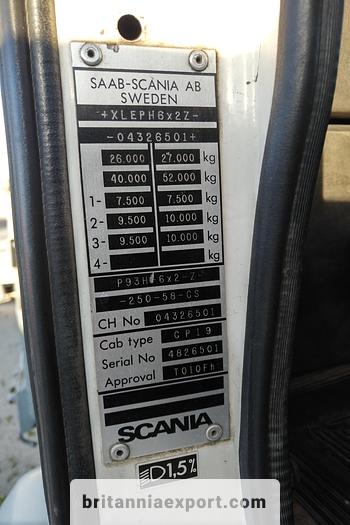 SAAB-SCANIA AB
SWEDEN
+XLEPH6x2Z-
-04326501+
26.000 27.000 kg
40.000 52.000 kg
1- 7.500 7.500 kg
2- 9.500 10.000 kg
3- 9.500 10.000 kg
4- kg
P93H 6x2-Z-
-250-58-CS
CH No 04326501
Cab type CP19
Serial No 4826501
Approval T010Fh
SCANIA
1,5%
britanniaexport.com